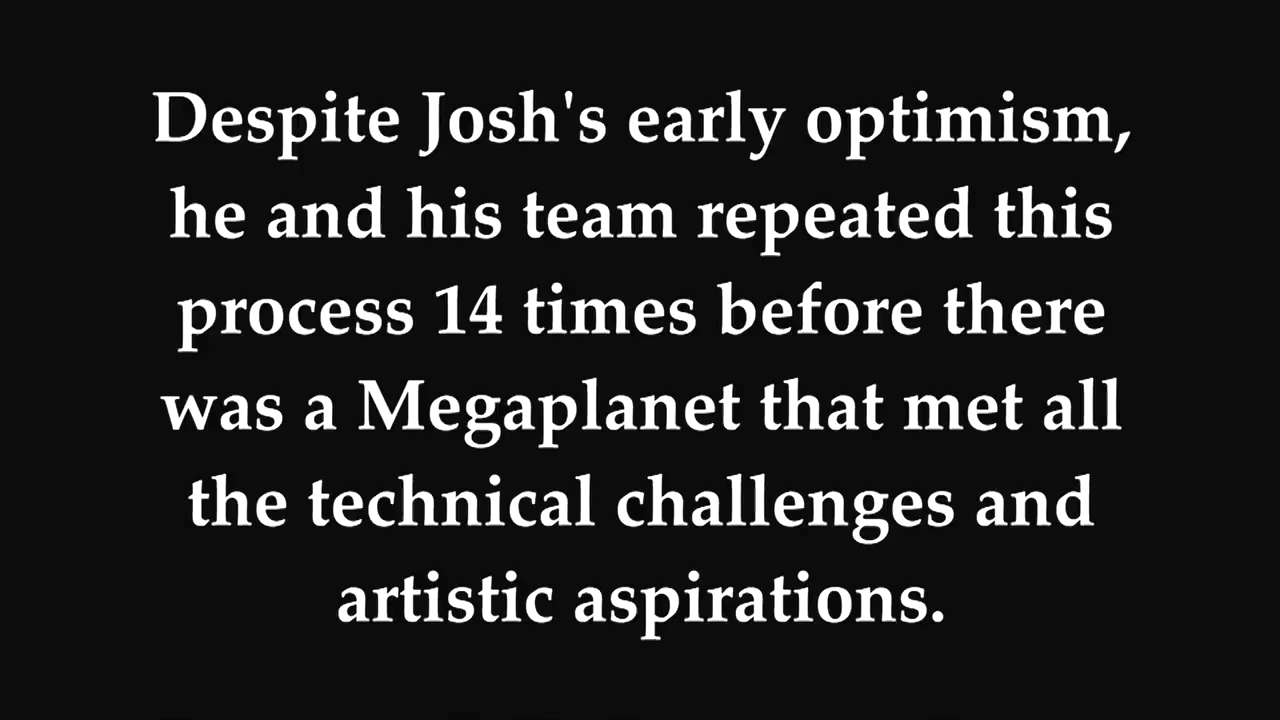 Despite Josh's early optimism,
he and his team repeated this
process 14 times before there
was a Megaplanet that met all
the technical challenges and
artistic aspirations.